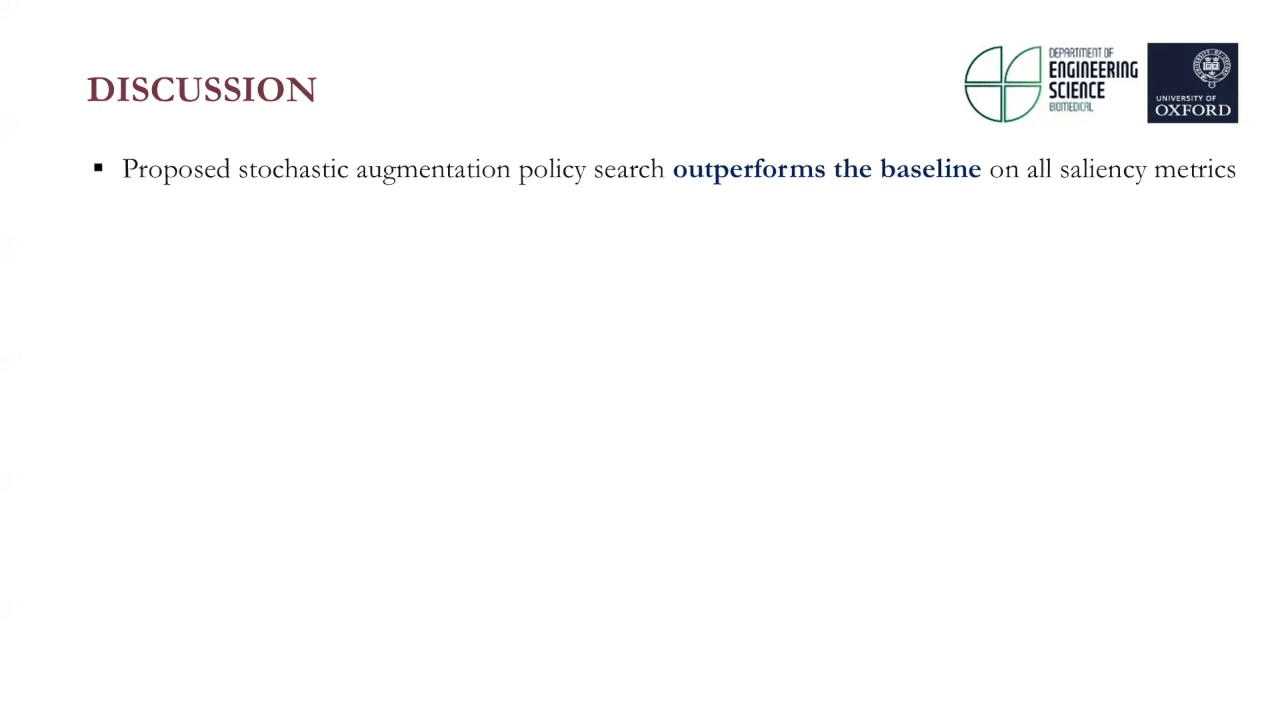 DISCUSSION
DEPARTMENT OF
ENGINEERING
SCIENCE
BIOMEDICAL
UNIVERSITY OF
OXFORD
▪ Proposed stochastic augmentation policy search outperforms the baseline on all saliency metrics